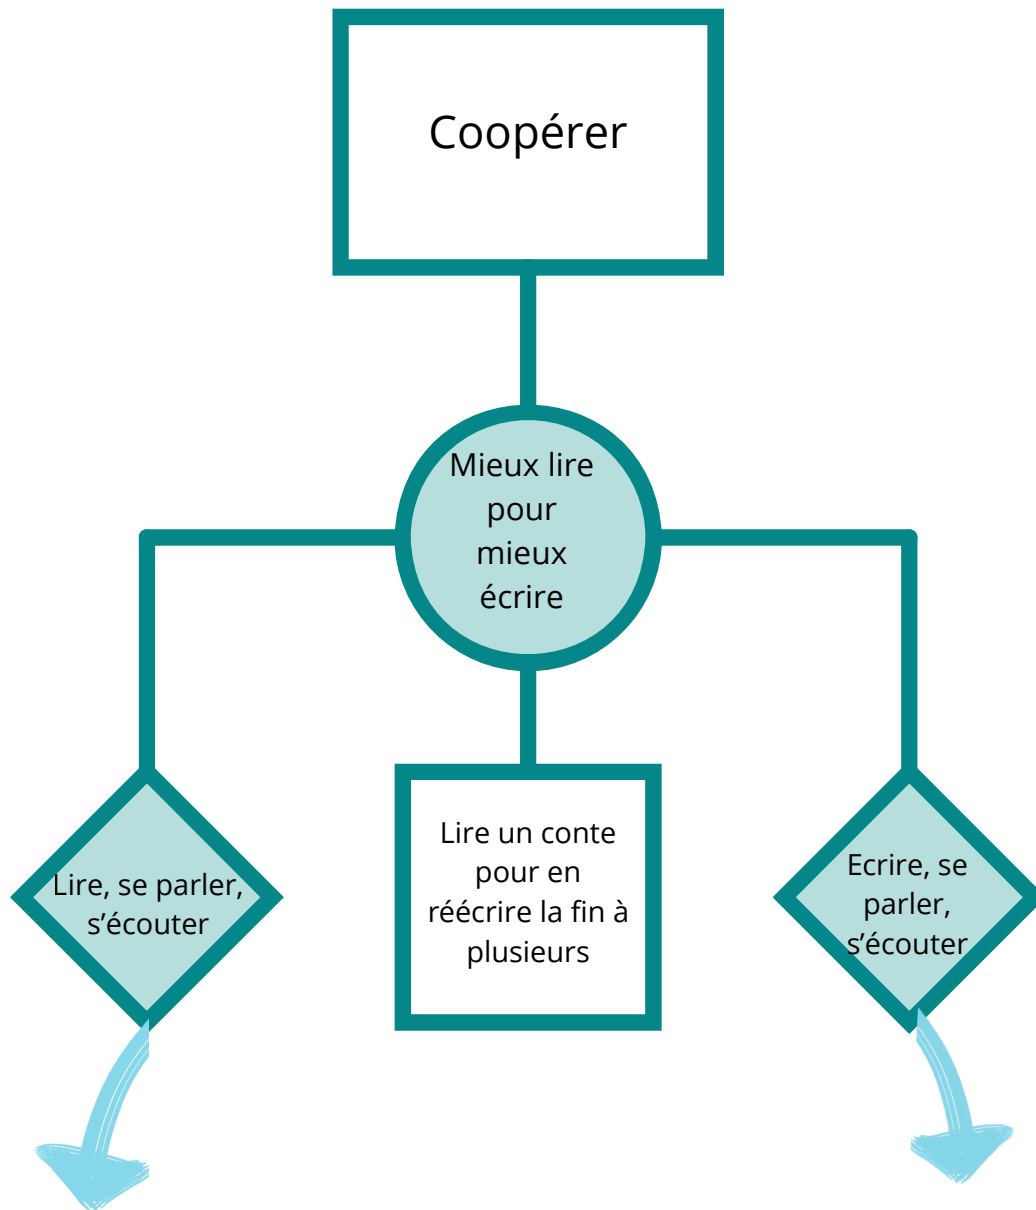 Coopérer
Mieux lire
pour
mieux
écrire
Lire, se parler,
s’écouter
Lire un conte
pour en
réécrire la fin à
plusieurs
Ecrire, se
parler,
s’écouter